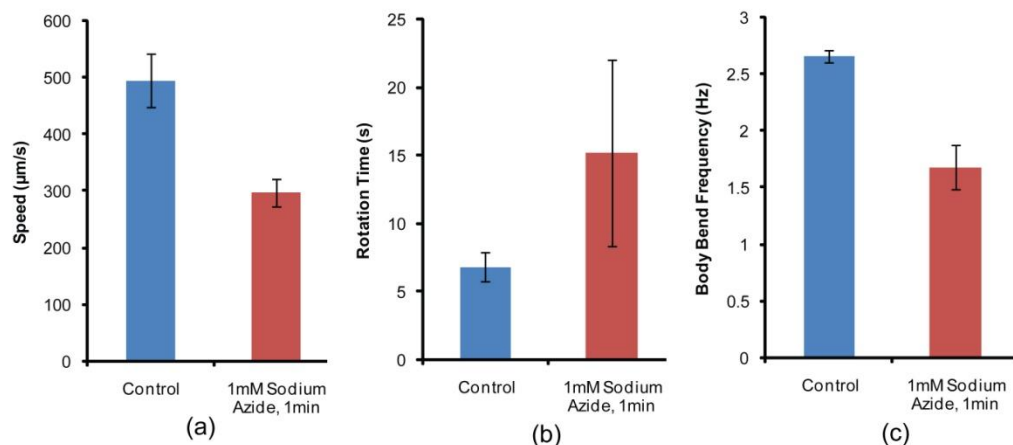 Speed (µm/s)
600
500
400
300
200
100
0
Control
1mM Sodium
Azide, 1min
(a)
Rotation Time (s)
25
20
15
10
5
0
Control
1mM Sodium
Azide, 1min
(b)
Body Bend Frequency (Hz)
3
2.5
2
1.5
1
0.5
0
Control
1mM Sodium
Azide, 1min
(c)